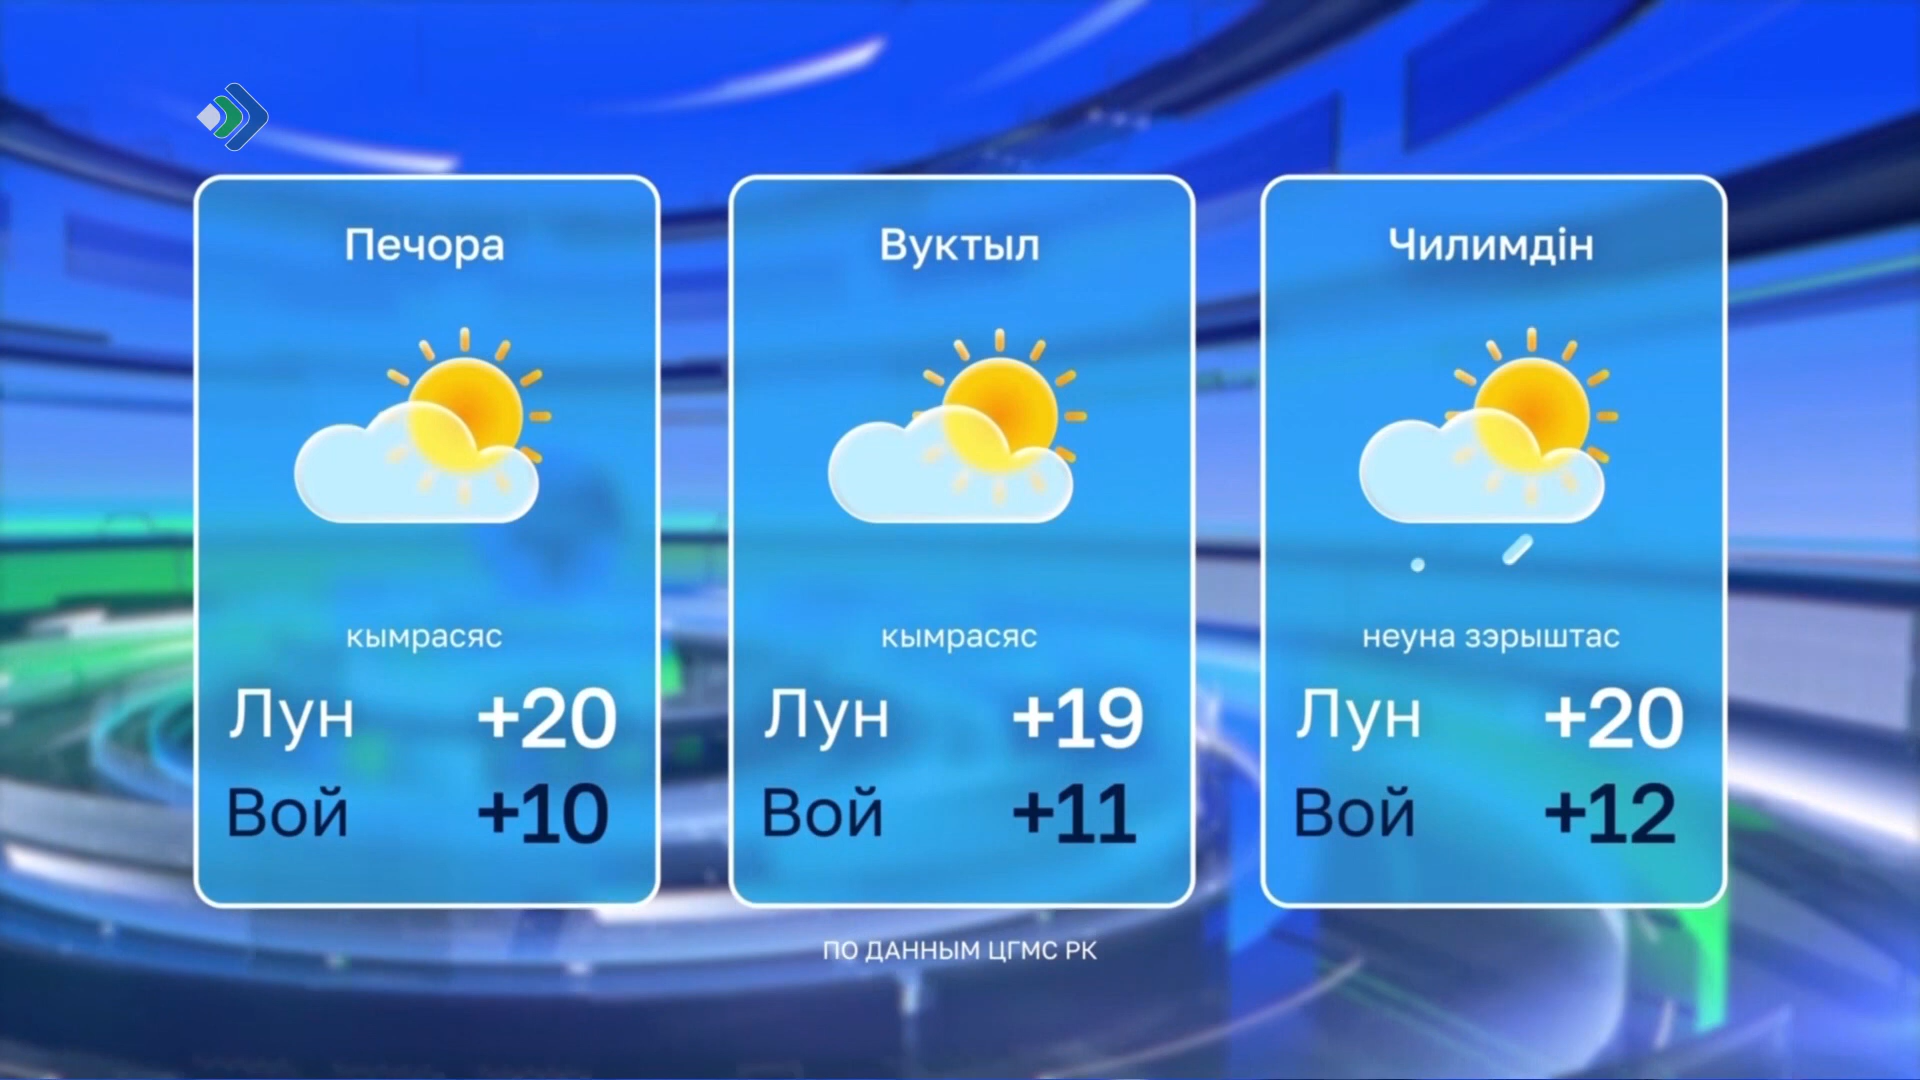 Печора
кымрасяс
Лун +20
Вой +10
Вуктыл
кымрасяс
Лун +19
Вой +11
Чилимдін
неуна зэрыштас
Лун +20
Вой +12
ПО ДАННЫМ ЦГМС РК